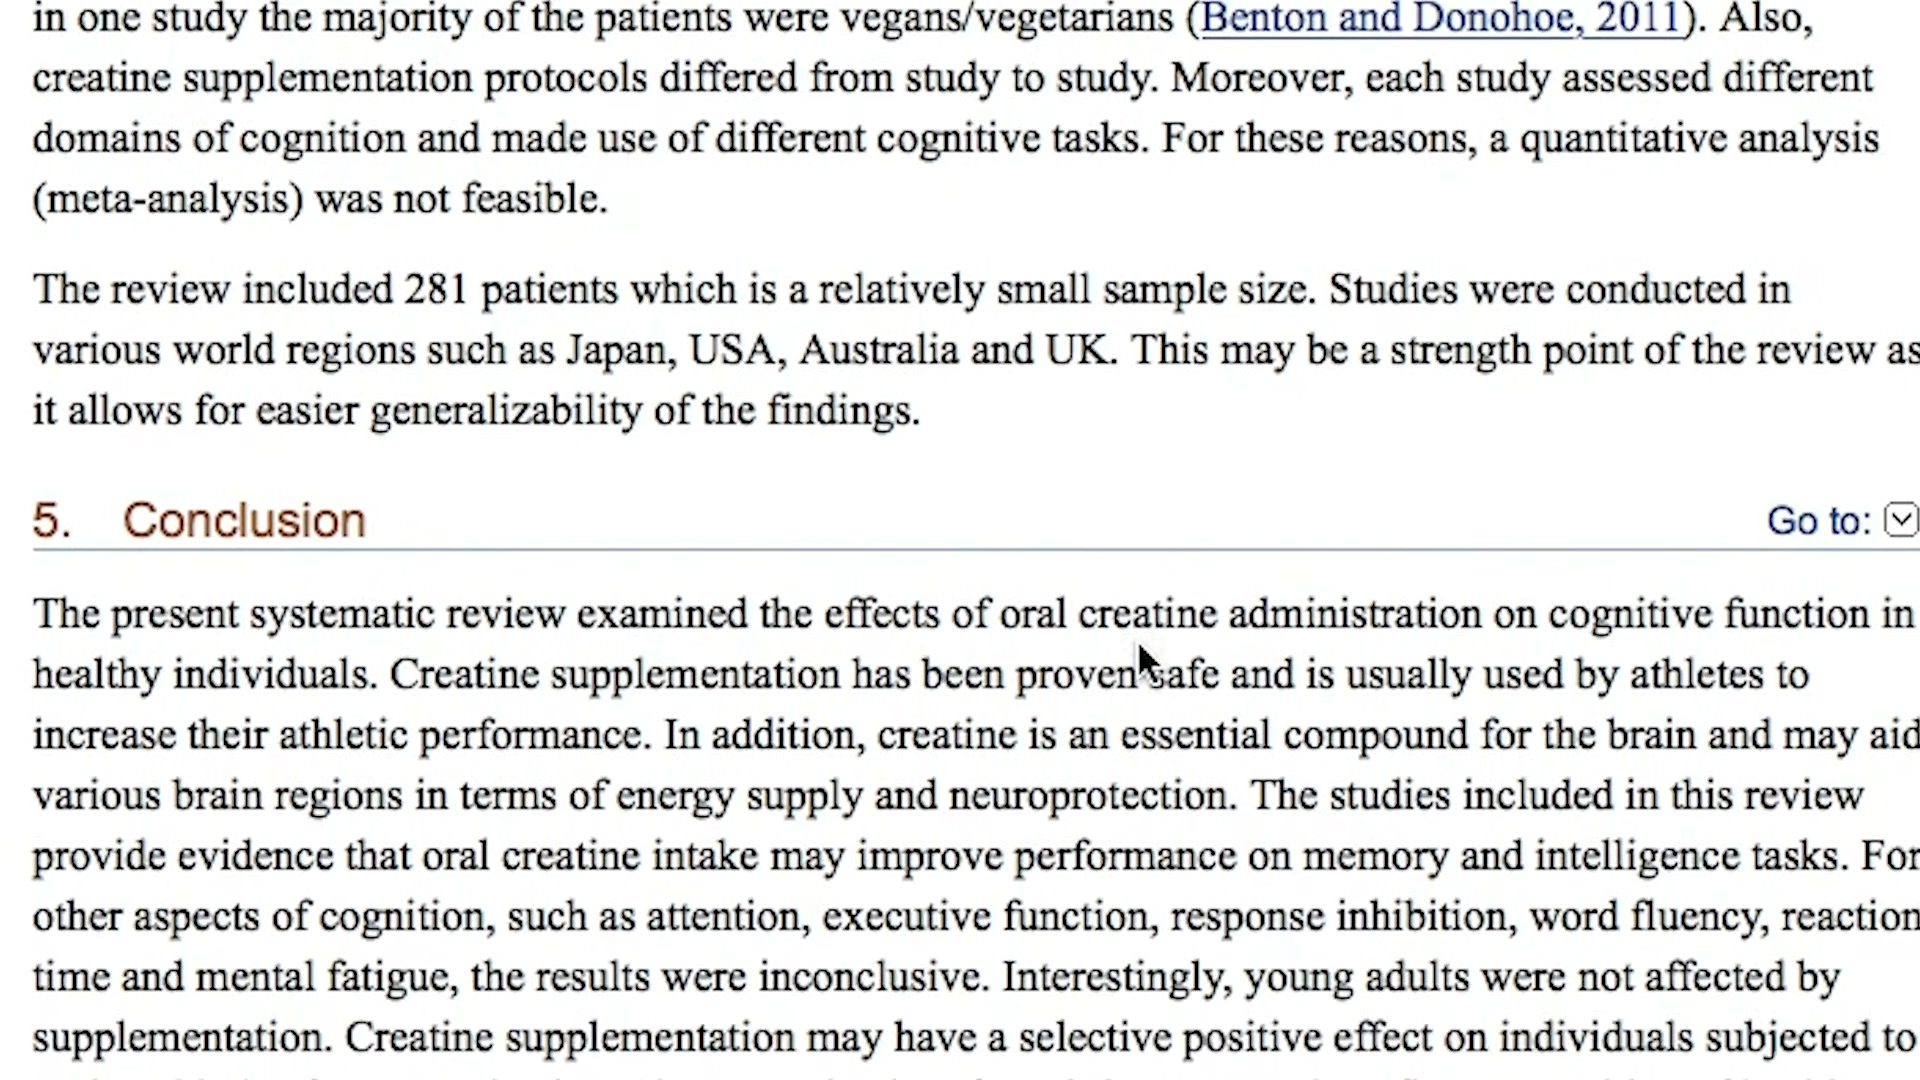 in one study the majority of the patients were vegans/vegetarians (Benton and Donohoe, 2011). Also,
creatine supplementation protocols differed from study to study. Moreover, each study assessed different
domains of cognition and made use of different cognitive tasks. For these reasons, a quantitative analysis
(meta-analysis) was not feasible.
The review included 281 patients which is a relatively small sample size. Studies were conducted in
various world regions such as Japan, USA, Australia and UK. This may be a strength point of the review as
it allows for easier generalizability of the findings.
5. Conclusion Go to:
The present systematic review examined the effects of oral creatine administration on cognitive function in
healthy individuals. Creatine supplementation has been proven safe and is usually used by athletes to
increase their athletic performance. In addition, creatine is an essential compound for the brain and may aid
various brain regions in terms of energy supply and neuroprotection. The studies included in this review
provide evidence that oral creatine intake may improve performance on memory and intelligence tasks. For
other aspects of cognition, such as attention, executive function, response inhibition, word fluency, reaction
time and mental fatigue, the results were inconclusive. Interestingly, young adults were not affected by
supplementation. Creatine supplementation may have a selective positive effect on individuals subjected to